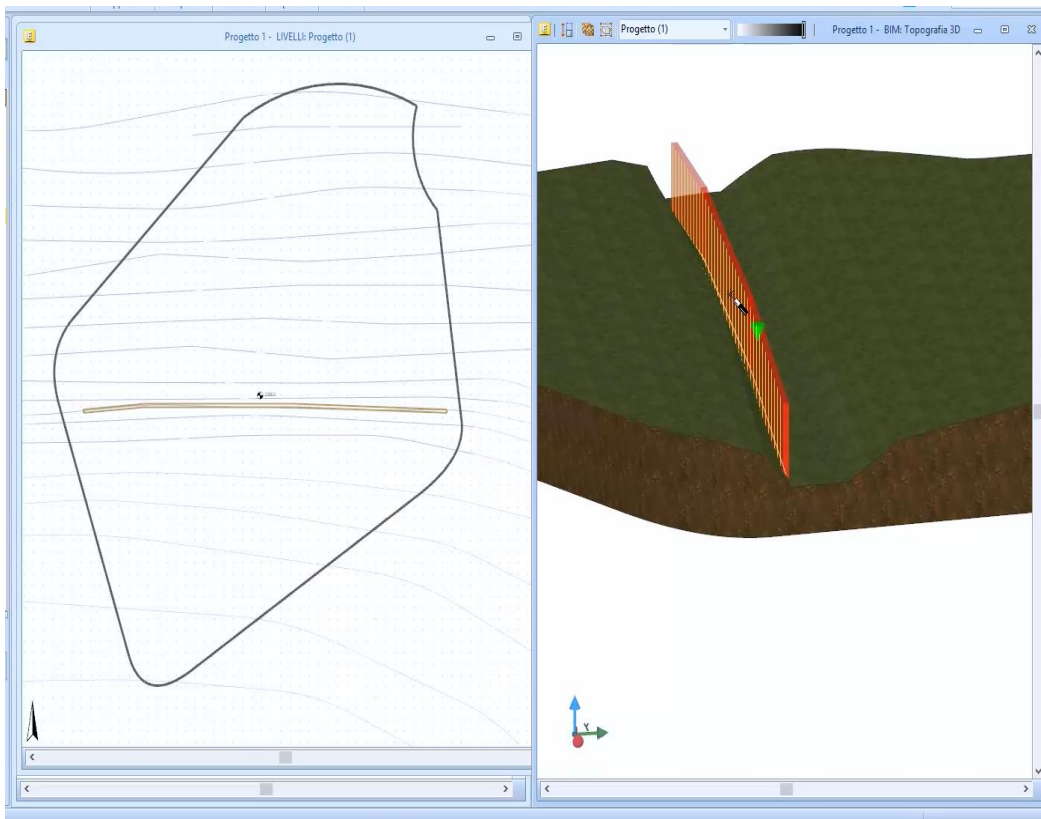 Progetto 1 - LIVELLI: Progetto (1)
Progetto (1)
Progetto 1 - BIM: Topografia 3D
Y